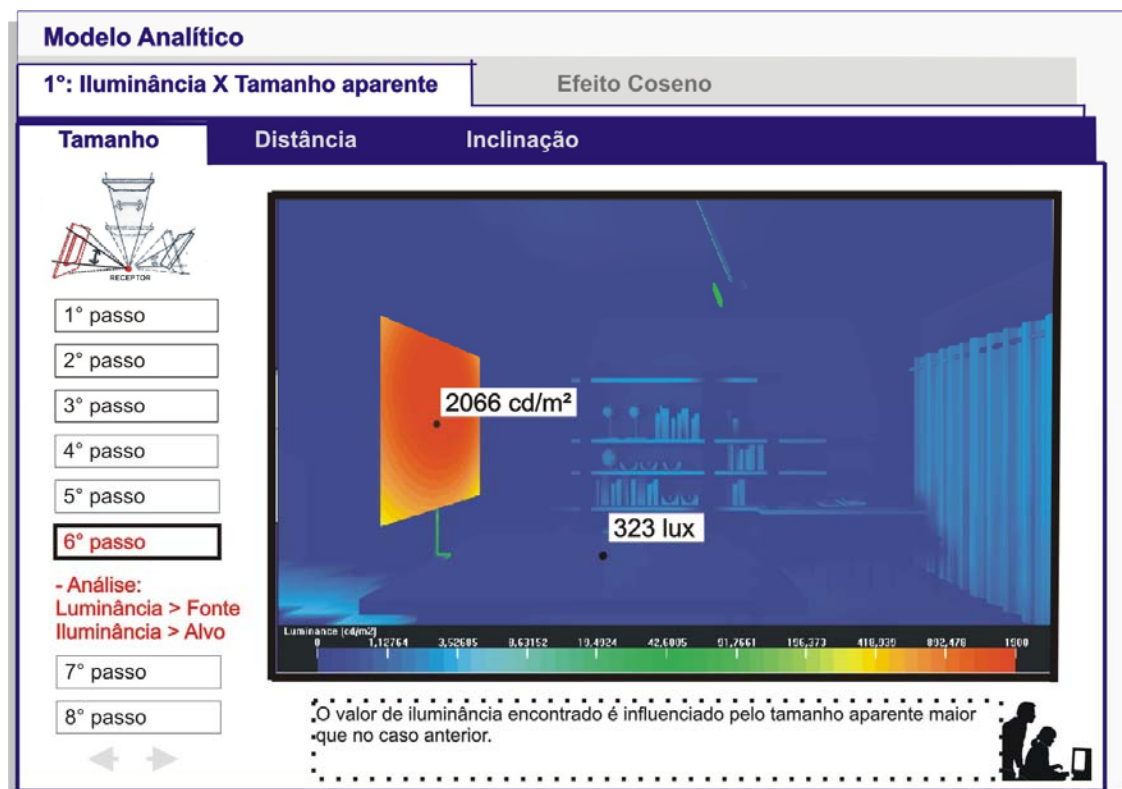 Modelo Analítico
1°: Iluminância X Tamanho aparente
Efeito Coseno
Tamanho
Distância
Inclinação
RECEPTOR
1° passo
2° passo
3° passo
4° passo
5° passo
6° passo
- Análise:
Luminância > Fonte
Iluminância > Alvo
7° passo
8° passo
2066 cd/m²
323 lux
Luminance [cd/m2]
0 1,12764 3,52605 8,63152 19,4924 42,6005 91,7661 196,373 418,939 892,478 1900
O valor de iluminância encontrado é influenciado pelo tamanho aparente maior
que no caso anterior.